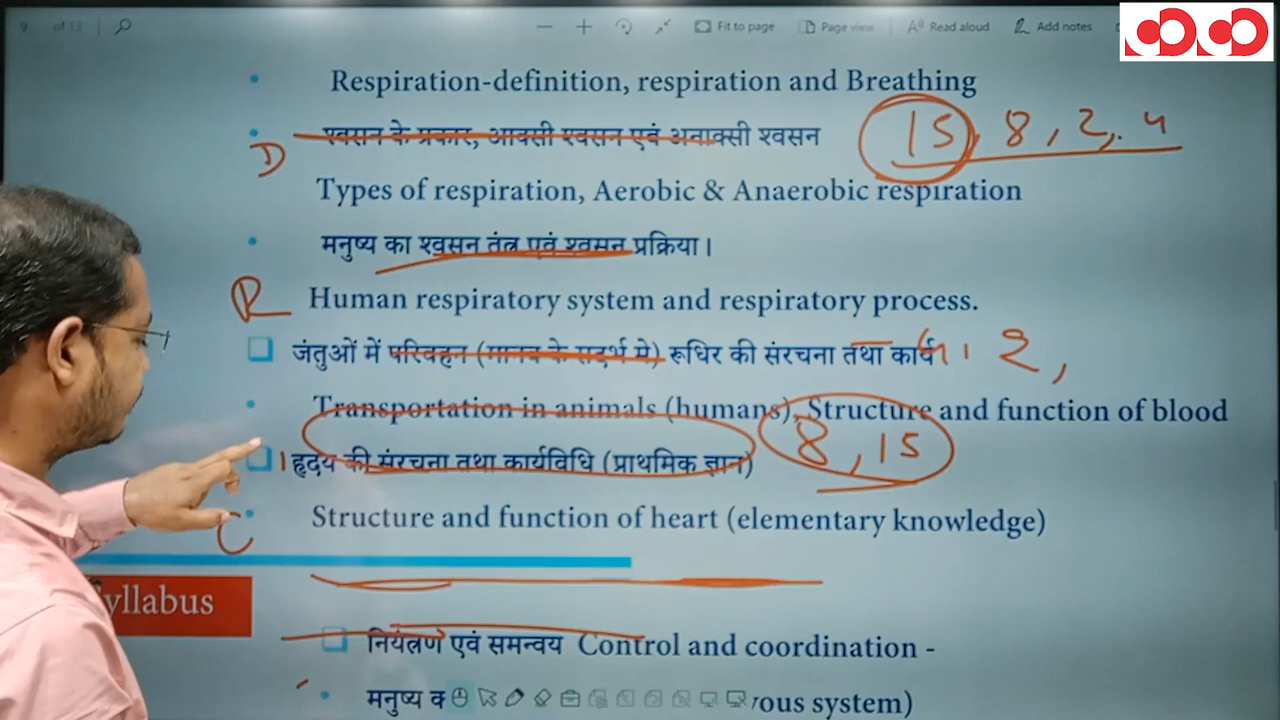 9 of 13 Fit to page Page view Read aloud Add notes
Respiration-definition, respiration and Breathing
श्वसन के प्रकार, आक्सी श्वसन एवं अनाक्सी श्वसन 15, 8, 2, 4
D
Types of respiration, Aerobic & Anaerobic respiration
मनुष्य का श्वसन तंत्र एवं श्वसन प्रक्रिया।
R Human respiratory system and respiratory process.
जंतुओं में परिवहन (मानव के संदर्भ मे) रूधिर की संरचना तथा कार्य। 2,
Transportation in animals (humans), Structure and function of blood
हृदय की संरचना तथा कार्यविधि (प्राथमिक ज्ञान) 8, 15
C Structure and function of heart (elementary knowledge)
yllabus
नियंत्रण एवं समन्वय Control and coordination -
मनुष्य क rous system)